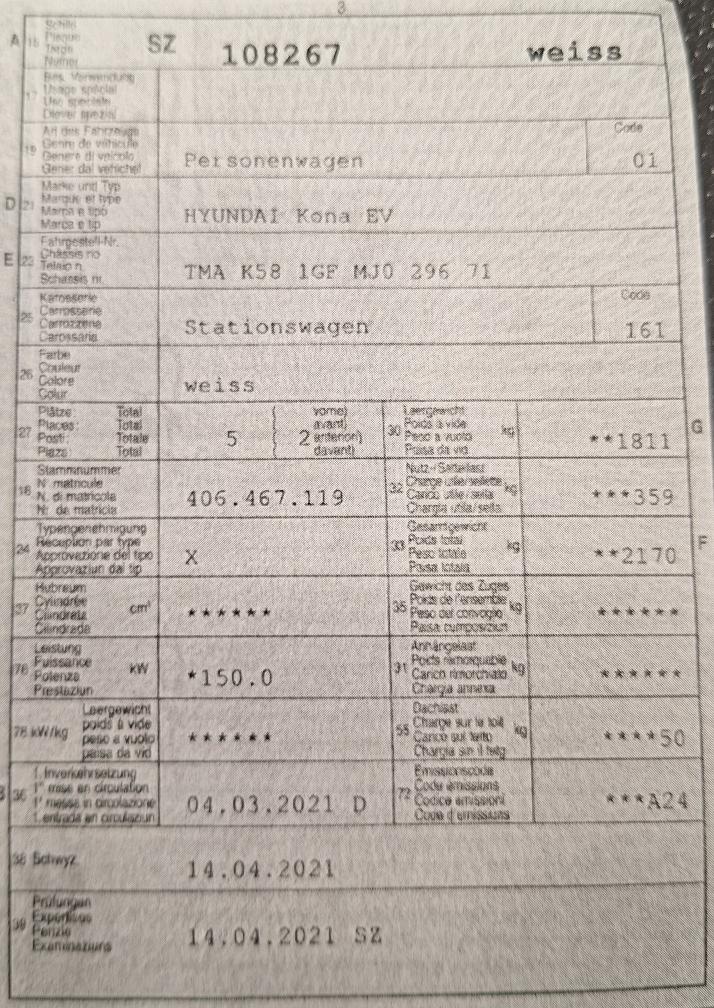 3
A 15 Schild SZ 108267 weiss
Plaque
Targa
Numer
17 Bes. Verwendung
Usage spécial
Uso speciale
Diever spezial
19 Art des Fahrzeugs Code
Genre de véhicule
Genere di veicolo Personenwagen 01
Gener dal vehichel
D 21 Marke und Typ
Marque et type
Marca e tipo HYUNDAI Kona EV
Marca e tip
E 23 Fahrgestell-Nr.
Châssis no
Telaio n. TMA K58 1GF MJ0 296 71
Schassis nr.
25 Karosserie Code
Carrosserie
Carrozzeria Stationswagen 161
Carossaria
26 Farbe
Couleur
Colore weiss
Colur
27 Plätze: Total vorne) 30 Leergewicht G
Places: Total avant) Poids à vide
Posti: Totale 5 2 anteriori) Peso a vuoto kg **1811
Plazs: Total davant) Paisa da vid
18 Stammnummer 32 Nutz-/Sattellast
N° matricule Charge utile/sellette
N. di matricola 406.467.119 Carico utile/sella kg ***359
Nr. da matricla Chargia utila/sella
24 Typengenehmigung 33 Gesamtgewicht F
Réception par type Poids total
Approvazione del tipo X Peso totale kg **2170
Approvaziun dal tip Paisa totala
37 Hubraum 35 Gewicht des Zuges
Cylindrée cm³ Poids de l'ensemble kg
Cilindrata ****** Peso del convoglio ******
Cilindrada Paisa cumposiziun
76 Leistung 31 Anhängelast
Puissance kW Poids remorquable kg
Potenza *150.0 Carico rimorchiato ******
Prestaziun Chargia annexa
78 kW/kg Leergewicht 55 Dachlast
poids à vide Charge sur le toit kg
peso a vuoto ****** Carico sul tetto ****50
paisa da vid Chargia sin il tetg
B 36 1. Inverkehrsetzung 72 Emissionscode
1re mise en circulation Code émissions
1a messa in circolazione 04.03.2021 D Codice emissioni ***A24
1. entrada en circulaziun Code d'emissiuns
38 Schwyz 14.04.2021
39 Prüfungen
Expertises
Perizie 14.04.2021 SZ
Examinaziuns